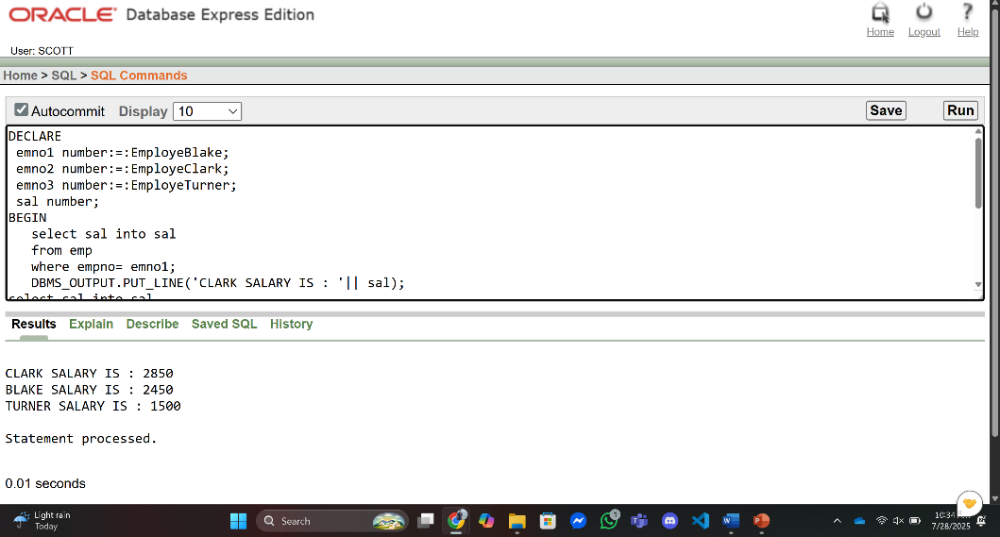 ORACLE® Database Express Edition
Home Logout Help
User: SCOTT
Home > SQL > SQL Commands
Autocommit Display 10 Save Run
DECLARE
emno1 number:=:EmployeBlake;
emno2 number:=:EmployeClark;
emno3 number:=:EmployeTurner;
sal number;
BEGIN
select sal into sal
from emp
where empno= emno1;
DBMS_OUTPUT.PUT_LINE('CLARK SALARY IS : '|| sal);
select sal into sal
Results Explain Describe Saved SQL History
CLARK SALARY IS : 2850
BLAKE SALARY IS : 2450
TURNER SALARY IS : 1500
Statement processed.
0.01 seconds
Light rain
Today
Search
1
7/28/2025